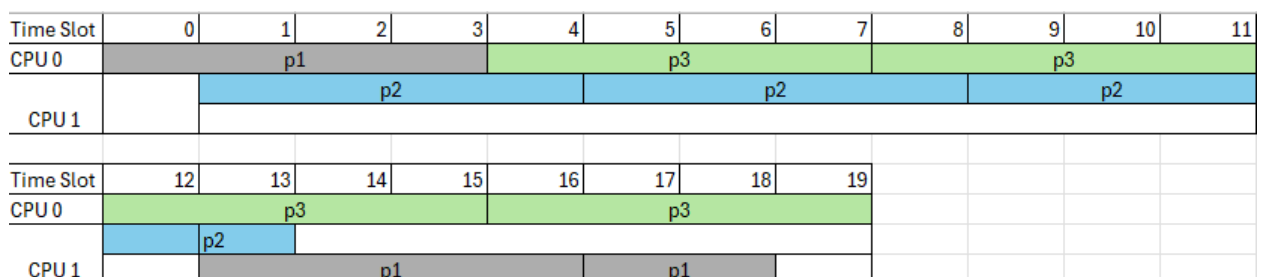 Time Slot 0 1 2 3 4 5 6 7 8 9 10 11
CPU 0 p1 p3 p3
p2 p2 p2
CPU 1
Time Slot 12 13 14 15 16 17 18 19
CPU 0 p3 p3
p2
CPU 1 p1 p1